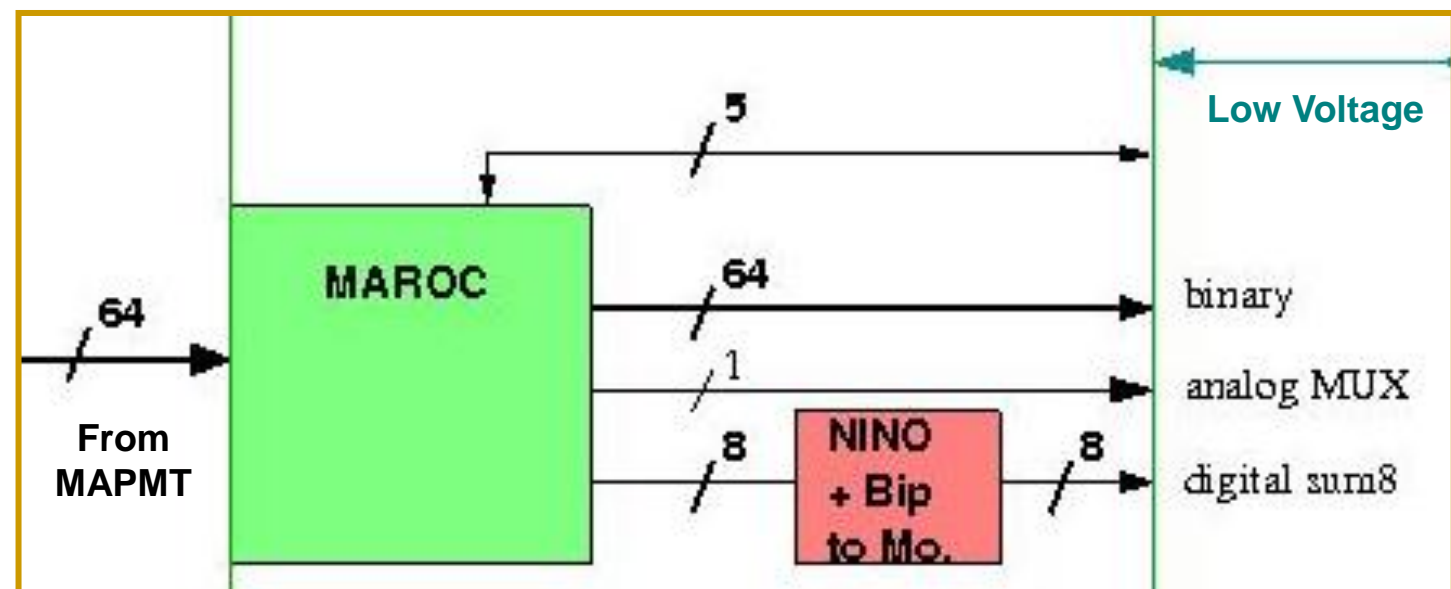 5
Low Voltage
MAROC
64
64
binary
1
analog MUX
From
MAPMT
8
NINO
+ Bip
to Mo.
8
digital sum8